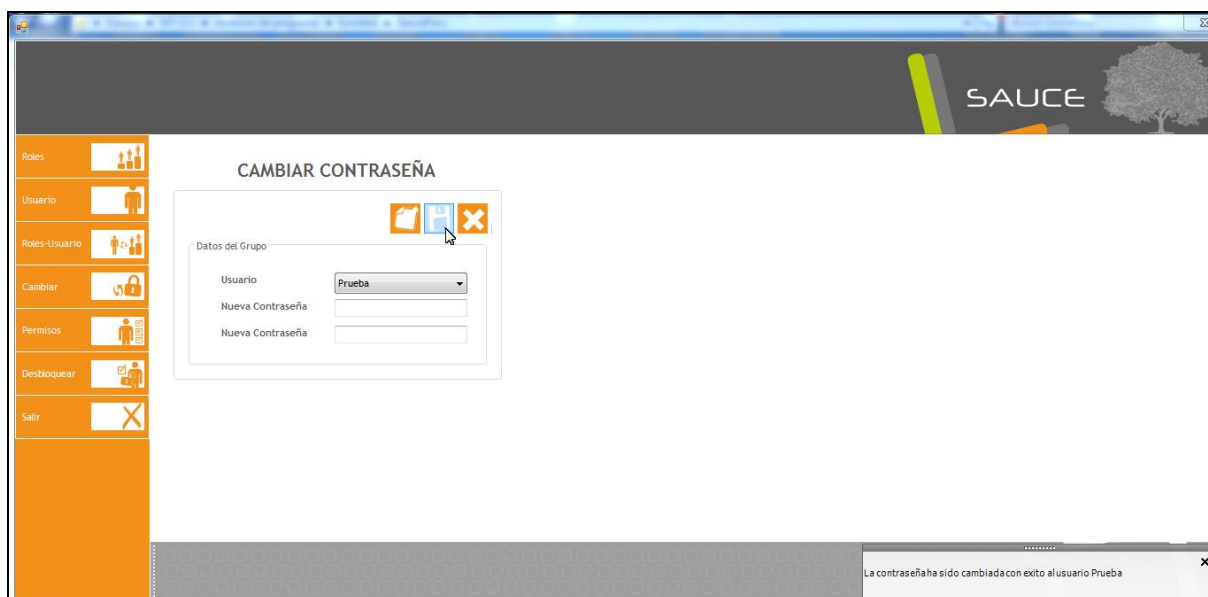 SAUCE
Roles
Usuario
Roles-Usuario
Cambiar
Permisos
Desbloquear
Salir
CAMBIAR CONTRASEÑA
Datos del Grupo
Usuario
Prueba
Nueva Contraseña
Nueva Contraseña
La contraseña ha sido cambiada con exito al usuario Prueba